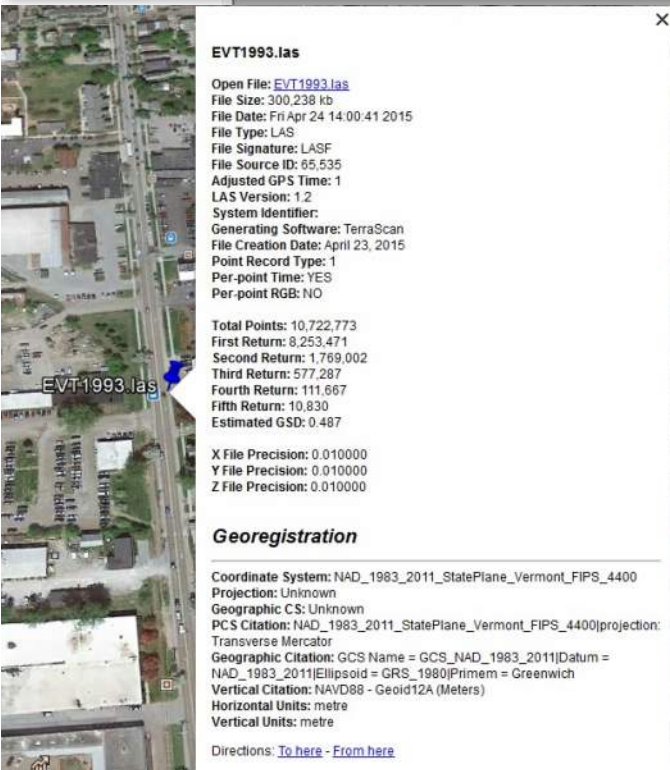 EVT1993.las
Open File: EVT1993.las
File Size: 300,238 kb
File Date: Fri Apr 24 14:00:41 2015
File Type: LAS
File Signature: LASF
File Source ID: 65,535
Adjusted GPS Time: 1
LAS Version: 1.2
System Identifier:
Generating Software: TerraScan
File Creation Date: April 23, 2015
Point Record Type: 1
Per-point Time: YES
Per-point RGB: NO
Total Points: 10,722,773
First Return: 8,253,471
Second Return: 1,769,002
Third Return: 577,287
Fourth Return: 111,667
Fifth Return: 10,830
Estimated GSD: 0.487
X File Precision: 0.010000
Y File Precision: 0.010000
Z File Precision: 0.010000
Georegistration
Coordinate System: NAD_1983_2011_StatePlane_Vermont_FIPS_4400
Projection: Unknown
Geographic CS: Unknown
PCS Citation: NAD_1983_2011_StatePlane_Vermont_FIPS_4400|projection:
Transverse Mercator
Geographic Citation: GCS Name = GCS_NAD_1983_2011|Datum =
NAD_1983_2011|Ellipsoid = GRS_1980|Primem = Greenwich
Vertical Citation: NAVD88 - Geoid12A (Meters)
Horizontal Units: metre
Vertical Units: metre
Directions: To here - From here
EVT1993.las